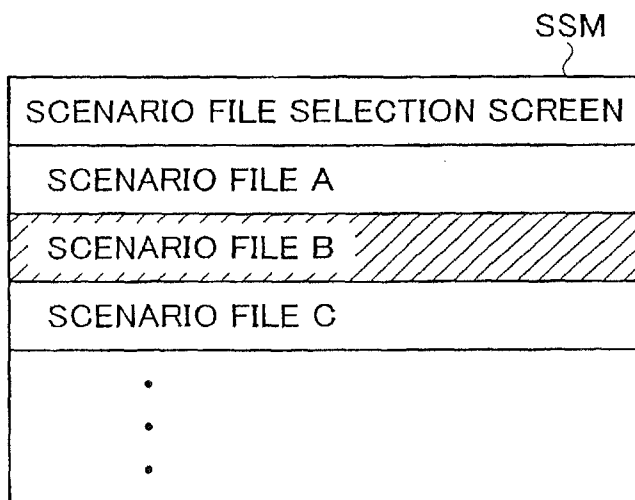 SSM
SCENARIO FILE SELECTION SCREEN
SCENARIO FILE A
SCENARIO FILE B
SCENARIO FILE C